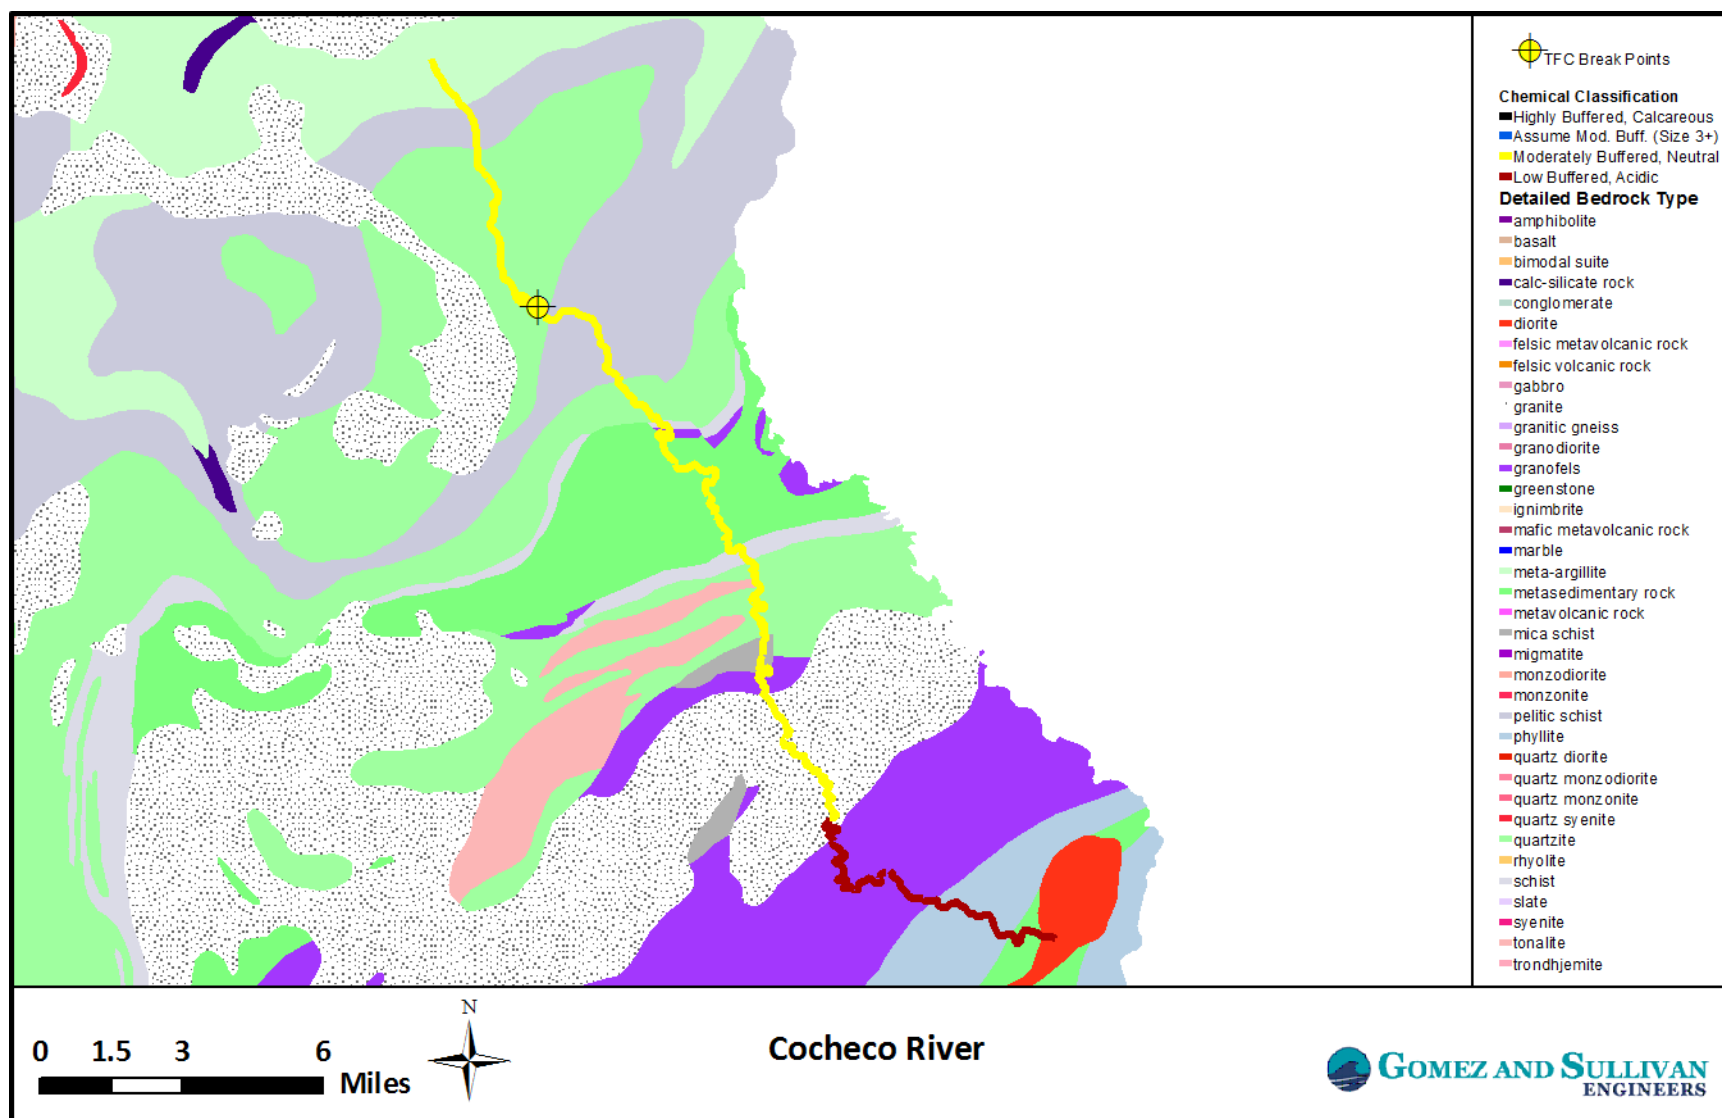 TFC Break Points
Chemical Classification
Highly Buffered, Calcareous
Assume Mod. Buff. (Size 3+)
Moderately Buffered, Neutral
Low Buffered, Acidic
Detailed Bedrock Type
amphibolite
basalt
bimodal suite
calc-silicate rock
conglomerate
diorite
felsic metavolcanic rock
felsic volcanic rock
gabbro
granite
granitic gneiss
granodiorite
granofels
greenstone
ignimbrite
mafic metavolcanic rock
marble
meta-argillite
metasedimentary rock
metavolcanic rock
mica schist
migmatite
monzodiorite
monzonite
pelitic schist
phyllite
quartz diorite
quartz monzodiorite
quartz monzonite
quartz syenite
quartzite
rhyolite
schist
slate
syenite
tonalite
trondhjemite
0 1.5 3 6
Miles
N
Cocheco River
GOMEZ AND SULLIVAN
ENGINEERS